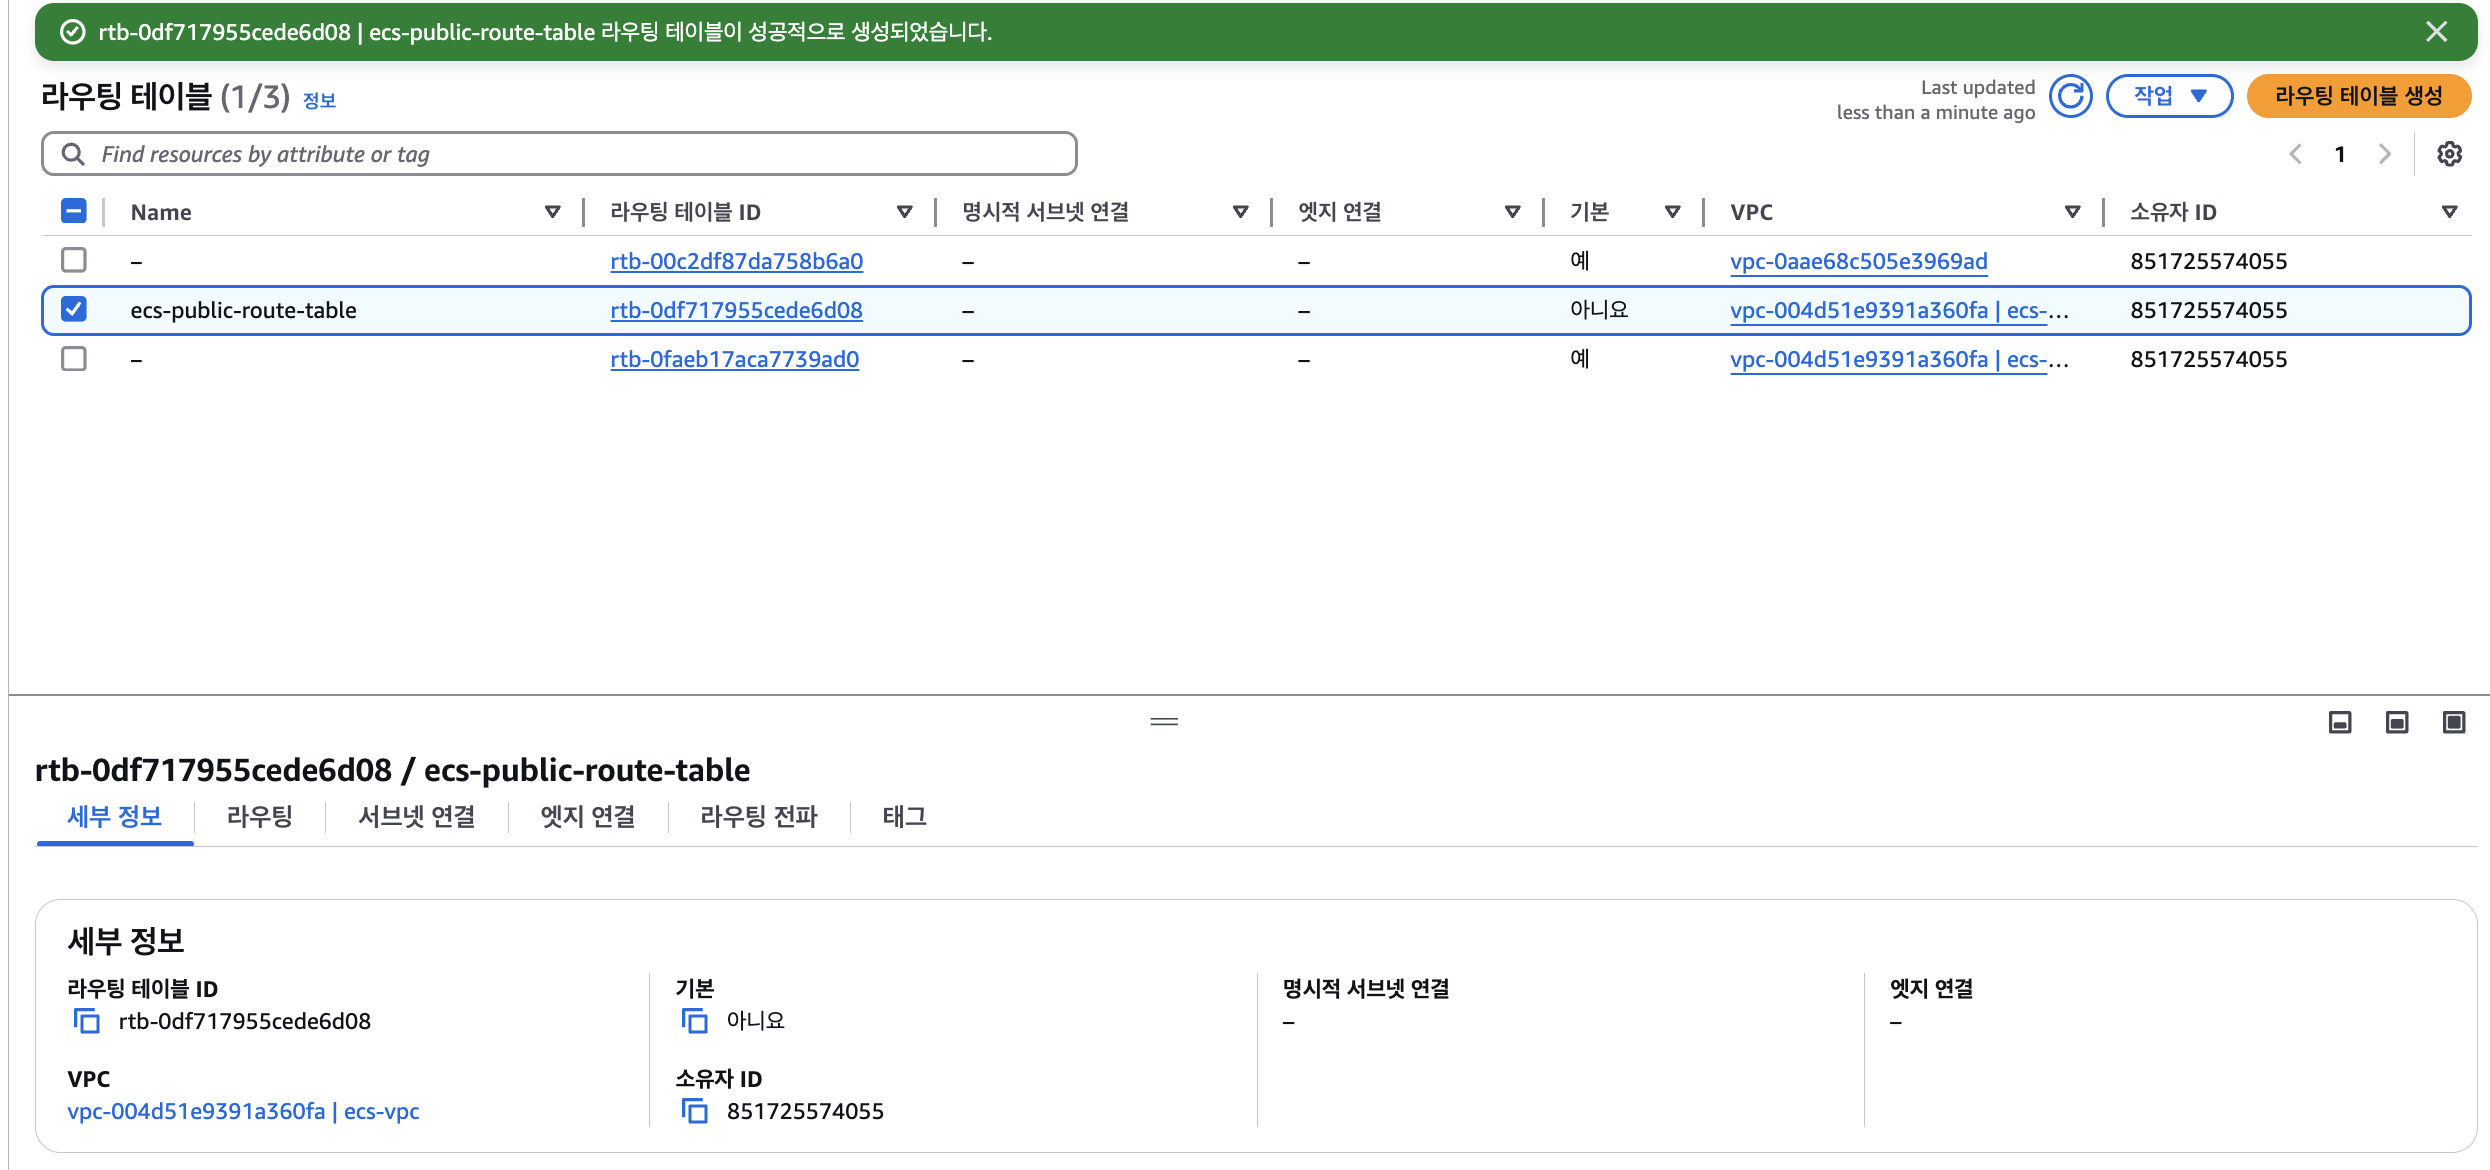 rtb-0df717955cede6d08 | ecs-public-route-table 라우팅 테이블이 성공적으로 생성되었습니다.
라우팅 테이블 (1/3) 정보
Last updated
less than a minute ago
작업
라우팅 테이블 생성
Find resources by attribute or tag
1
Name 라우팅 테이블 ID 명시적 서브넷 연결 엣지 연결 기본 VPC 소유자 ID
– rtb-00c2df87da758b6a0 – – 예 vpc-0aae68c505e3969ad 851725574055
ecs-public-route-table rtb-0df717955cede6d08 – – 아니요 vpc-004d51e9391a360fa | ecs-... 851725574055
– rtb-0faeb17aca7739ad0 – – 예 vpc-004d51e9391a360fa | ecs-... 851725574055
rtb-0df717955cede6d08 / ecs-public-route-table
세부 정보 라우팅 서브넷 연결 엣지 연결 라우팅 전파 태그
세부 정보
라우팅 테이블 ID
rtb-0df717955cede6d08
기본
아니요
명시적 서브넷 연결
–
엣지 연결
–
VPC
vpc-004d51e9391a360fa | ecs-vpc
소유자 ID
851725574055